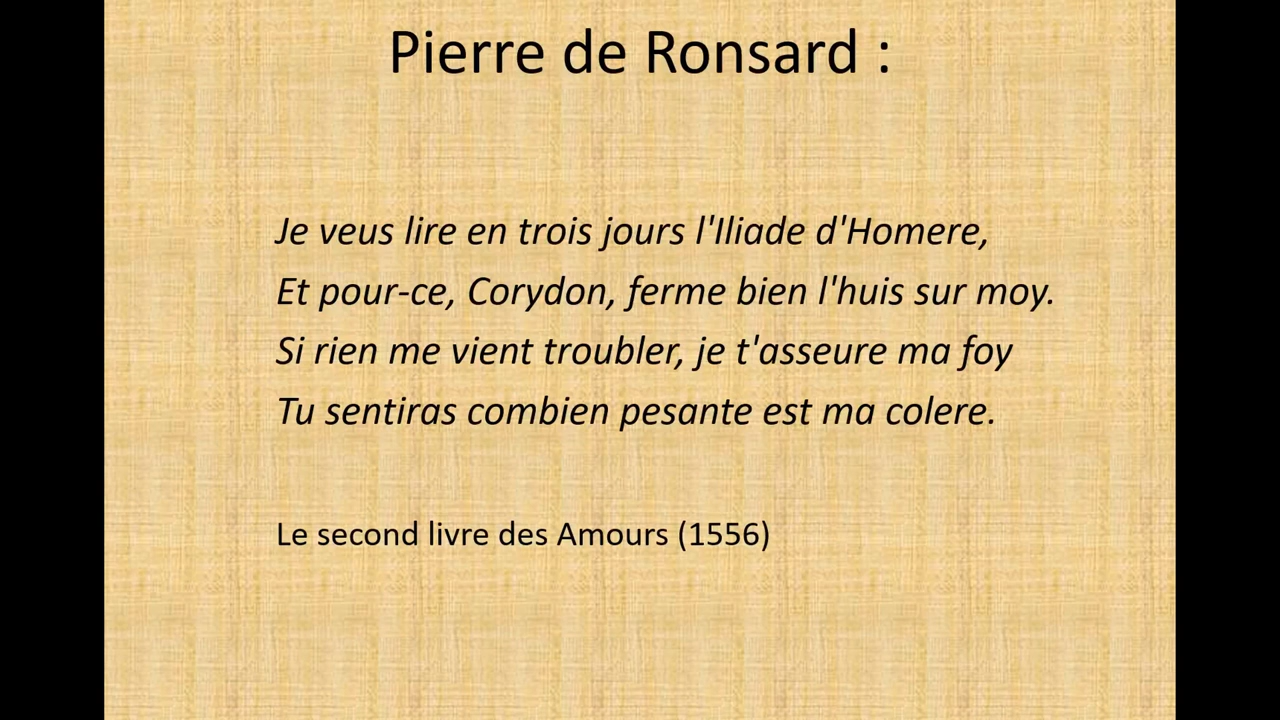 Pierre de Ronsard :
Je veus lire en trois jours l'Iliade d'Homere,
Et pour-ce, Corydon, ferme bien l'huis sur moy.
Si rien me vient troubler, je t'asseure ma foy
Tu sentiras combien pesante est ma colere.
Le second livre des Amours (1556)